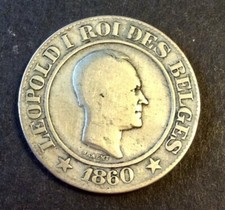 LEOPOLD I ROI DES BELGES
★ 1860 ★